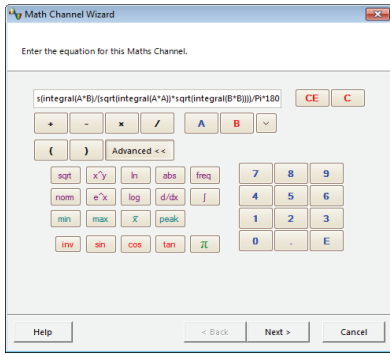 Math Channel Wizard
Enter the equation for this Maths Channel.
s(integral(A*B)/(sqrt(integral(A*A))*sqrt(integral(B*B))))/Pi*180 CE C
+ - × / A B
( ) Advanced <<
sqrt x^y ln abs freq 7 8 9
norm e^x log d/dx ∫ 4 5 6
min max x̄ peak 1 2 3
inv sin cos tan π 0 . E
Help < Back Next > Cancel